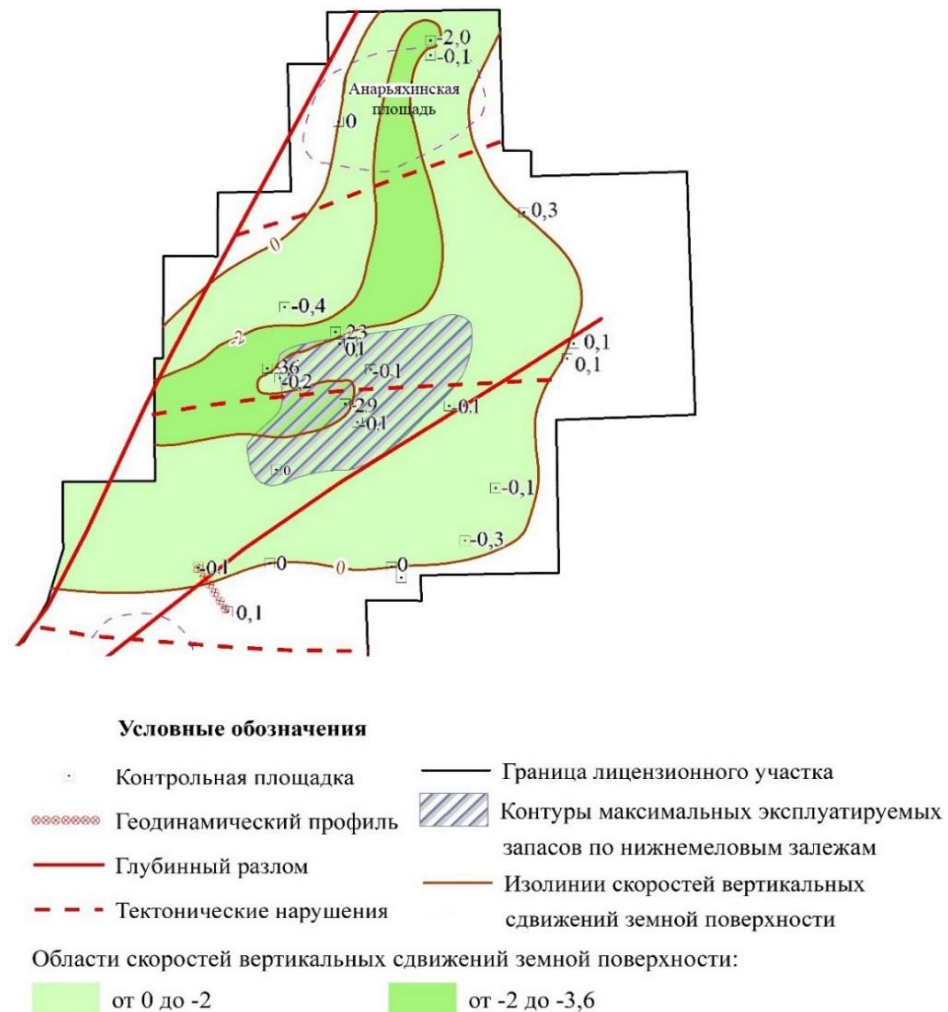 -2,0
-0,1
Анарьяхинская
площадь
0
0,3
0
-0,4
-2
-2,3
0,1
0,1
0,1
-3,6
-0,1
-0,2
-2,9
-0,1
-0,1
0
-0,1
-0,3
-0,1
0
0
0
0,1
Условные обозначения
Контрольная площадка
Граница лицензионного участка
Геодинамический профиль
Контуры максимальных эксплуатируемых
запасов по нижнемеловым залежам
Глубинный разлом
Изолинии скоростей вертикальных
сдвижений земной поверхности
Тектонические нарушения
Области скоростей вертикальных сдвижений земной поверхности:
от 0 до -2
от -2 до -3,6